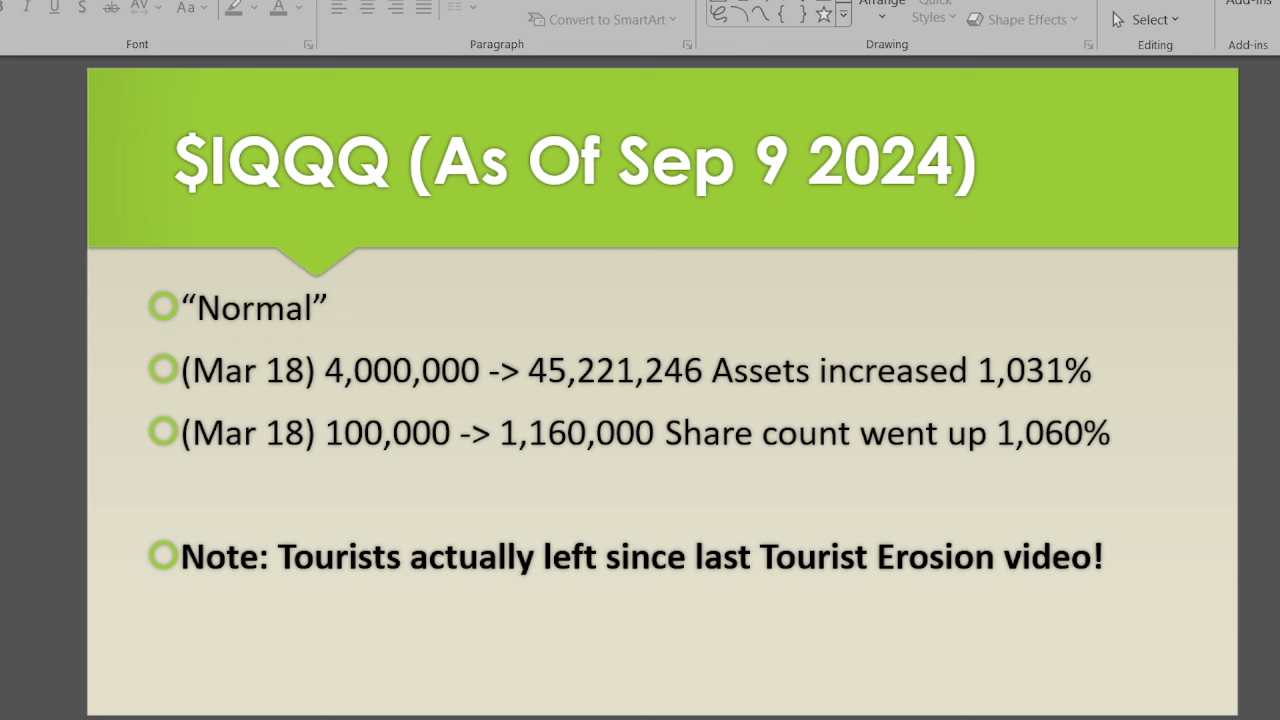 Aa
Convert to SmartArt
Styles
Shape Effects
Select
Font
Paragraph
Drawing
Editing
Add-ins
$IQQQ (As Of Sep 9 2024)
“Normal”
(Mar 18) 4,000,000 -> 45,221,246 Assets increased 1,031%
(Mar 18) 100,000 -> 1,160,000 Share count went up 1,060%
Note: Tourists actually left since last Tourist Erosion video!